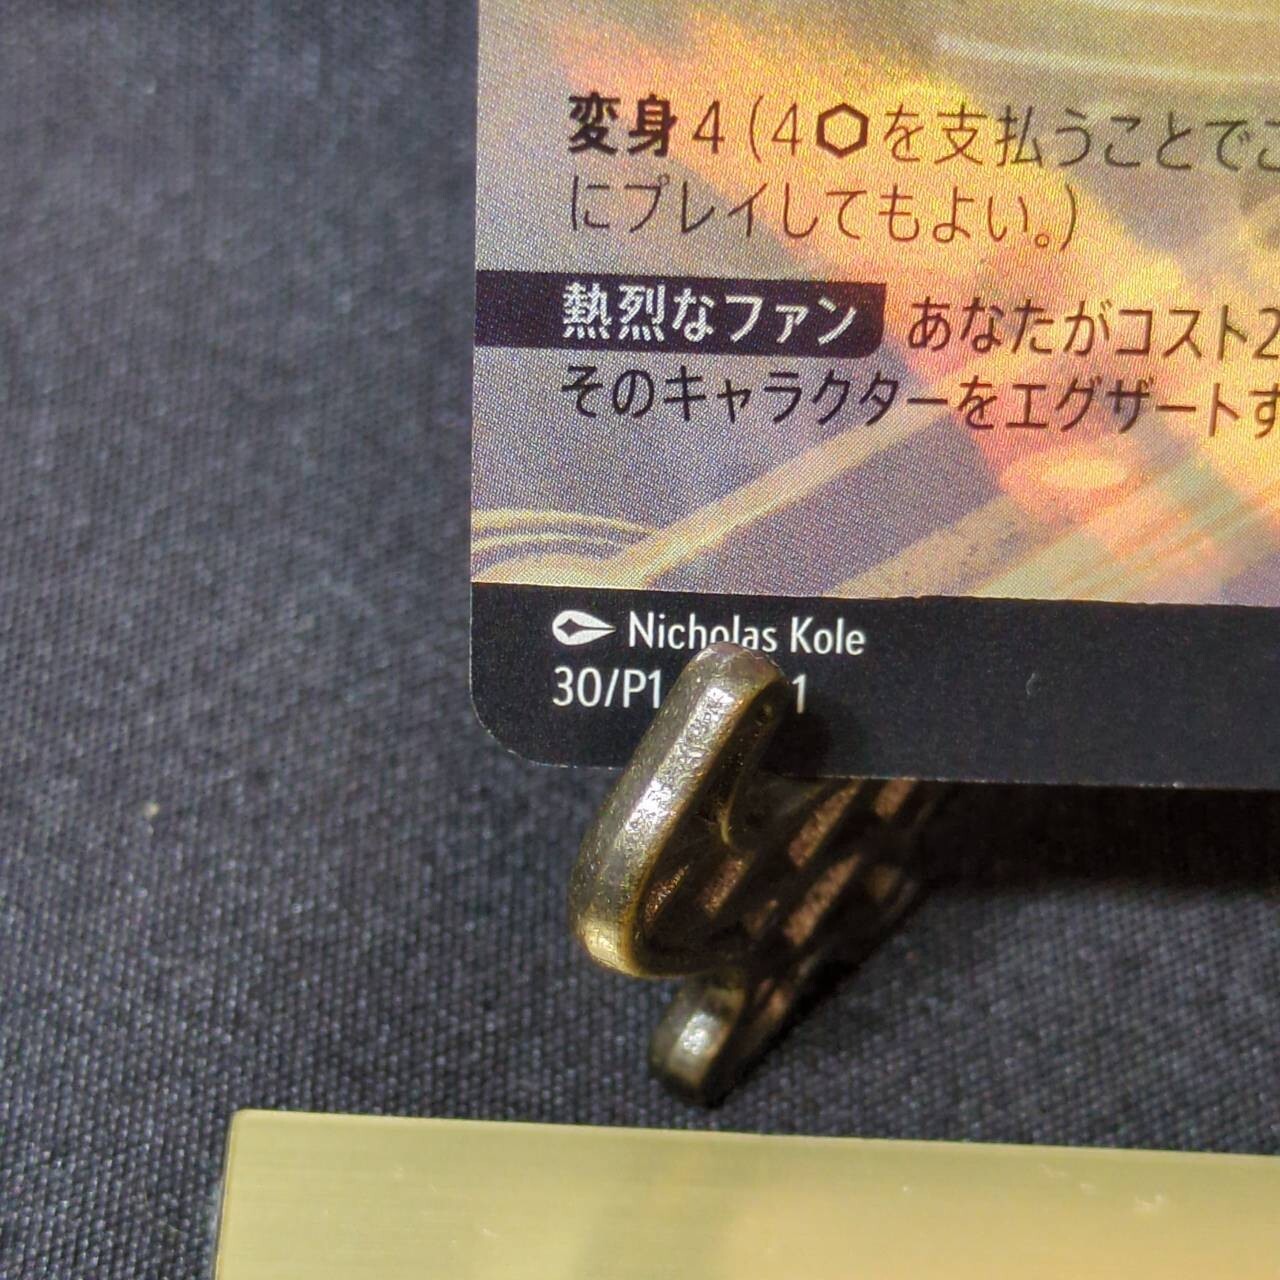 変身 4 (4⬡を支払うことでこ
にプレイしてもよい。)
熱烈なファン あなたがコスト2
そのキャラクターをエグザートす
Nicholas Kole
30/P1 1